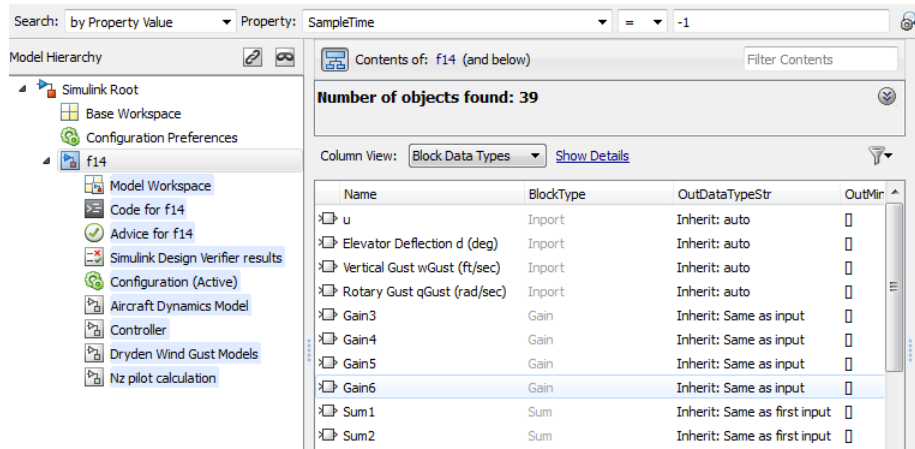 Search: by Property Value Property: SampleTime = -1
Model Hierarchy
Simulink Root
Base Workspace
Configuration Preferences
f14
Model Workspace
Code for f14
Advice for f14
Simulink Design Verifier results
Configuration (Active)
Aircraft Dynamics Model
Controller
Dryden Wind Gust Models
Nz pilot calculation
Contents of: f14 (and below) Filter Contents
Number of objects found: 39
Column View: Block Data Types Show Details
Name BlockType OutDataTypeStr OutMin
u Inport Inherit: auto []
Elevator Deflection d (deg) Inport Inherit: auto []
Vertical Gust wGust (ft/sec) Inport Inherit: auto []
Rotary Gust qGust (rad/sec) Inport Inherit: auto []
Gain3 Gain Inherit: Same as input []
Gain4 Gain Inherit: Same as input []
Gain5 Gain Inherit: Same as input []
Gain6 Gain Inherit: Same as input []
Sum1 Sum Inherit: Same as first input []
Sum2 Sum Inherit: Same as first input []